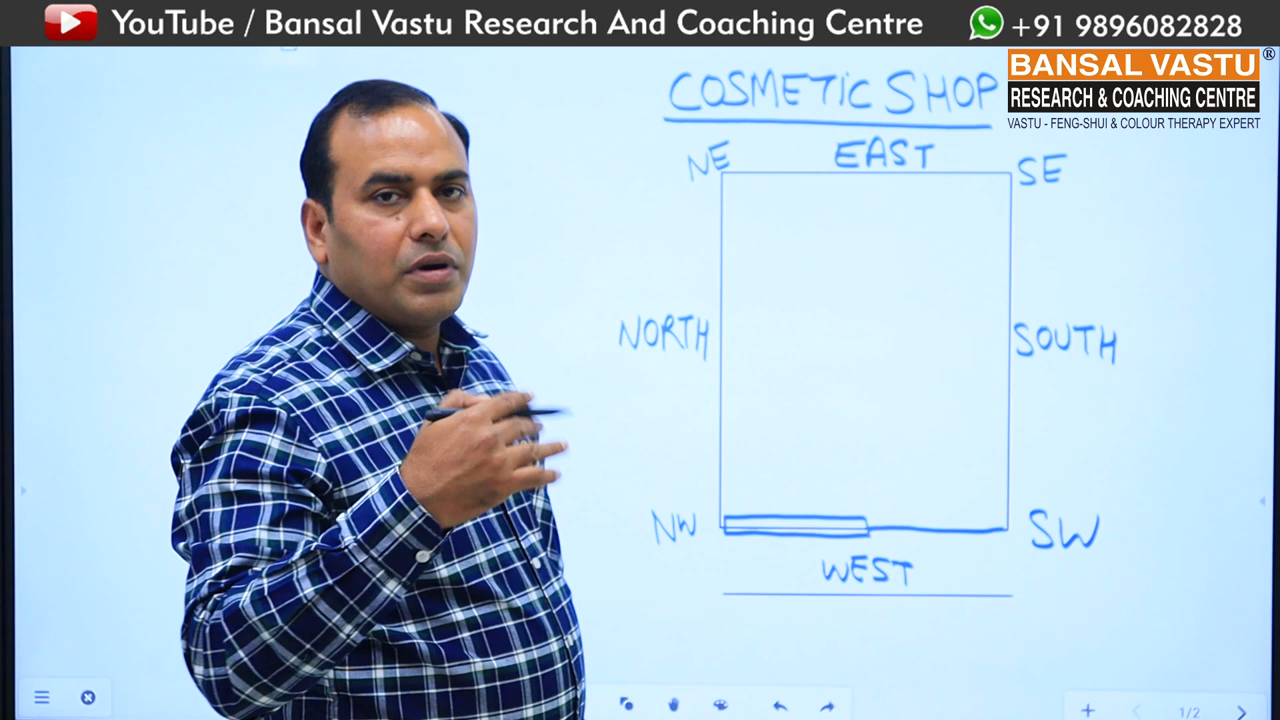 YouTube / Bansal Vastu Research And Coaching Centre
+91 9896082828
BANSAL VASTU ®
RESEARCH & COACHING CENTRE
VASTU - FENG-SHUI & COLOUR THERAPY EXPERT
COSMETIC SHOP
NE EAST SE
NORTH SOUTH
NW SW
WEST
1/2